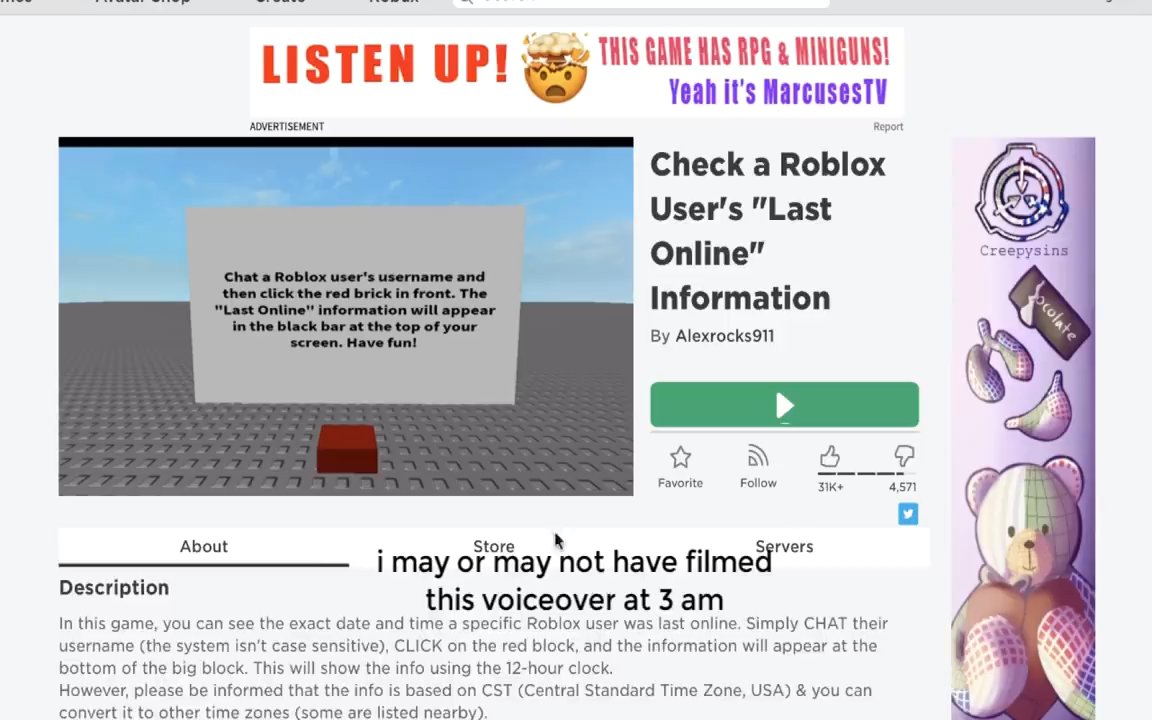 Avatar Shop
Create
Robux
Search
LISTEN UP!
THIS GAME HAS RPG & MINIGUNS!
Yeah it's MarcusesTV
ADVERTISEMENT
Report
Chat a Roblox user's username and
then click the red brick in front. The
"Last Online" information will appear
in the black bar at the top of your
screen. Have fun!
Check a Roblox
User's "Last
Online"
Information
By Alexrocks911
Favorite
Follow
31K+
4,571
Creepysins
chocolate
About
Store
Servers
i may or may not have filmed
this voiceover at 3 am
Description
In this game, you can see the exact date and time a specific Roblox user was last online. Simply CHAT their
username (the system isn't case sensitive), CLICK on the red block, and the information will appear at the
bottom of the big block. This will show the info using the 12-hour clock.
However, please be informed that the info is based on CST (Central Standard Time Zone, USA) & you can
convert it to other time zones (some are listed nearby).